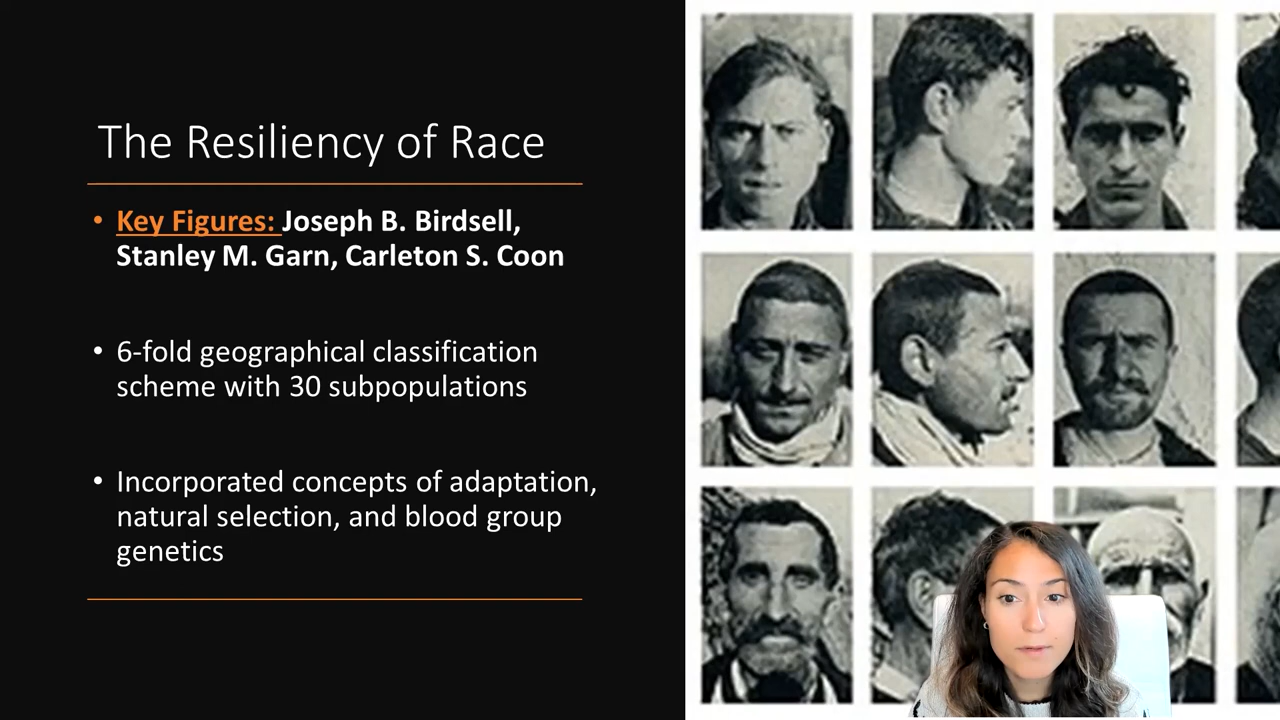 The Resiliency of Race
• Key Figures: Joseph B. Birdsell,
Stanley M. Garn, Carleton S. Coon
• 6-fold geographical classification
scheme with 30 subpopulations
• Incorporated concepts of adaptation,
natural selection, and blood group
genetics